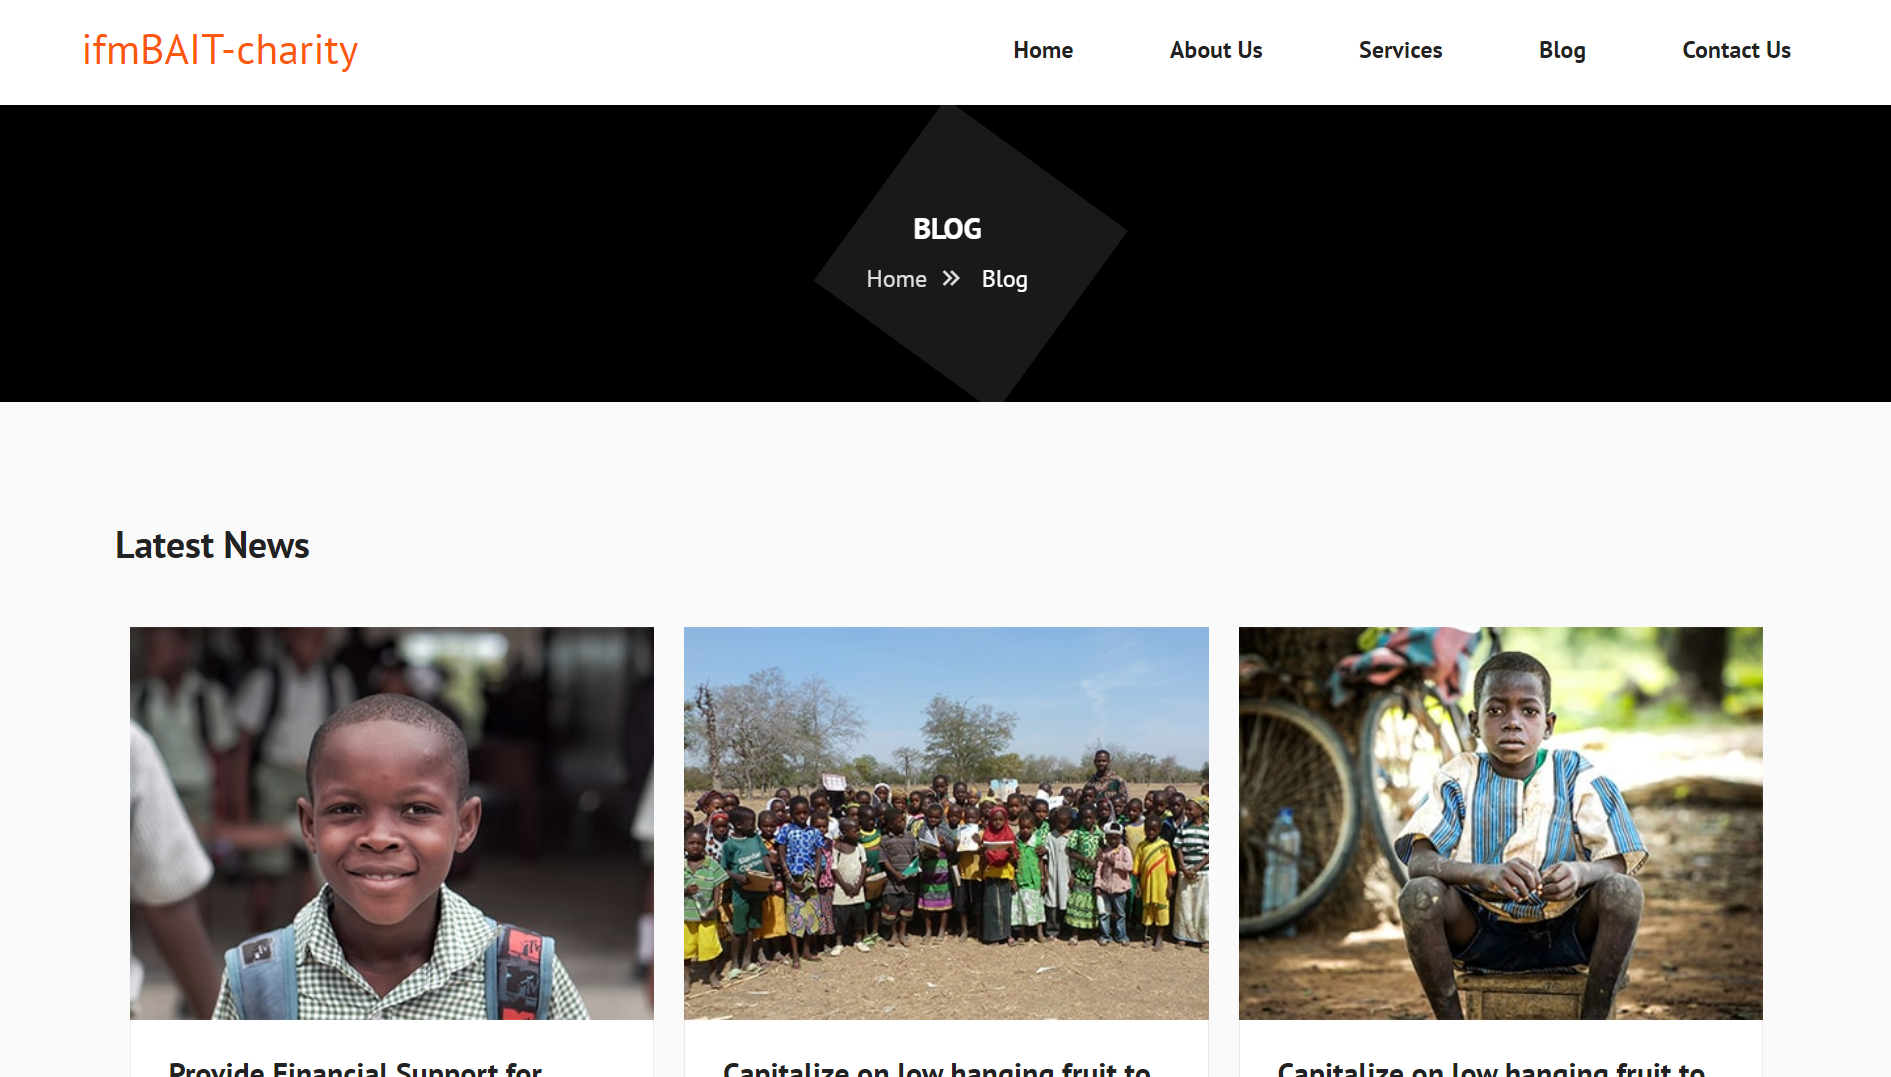 ifmBAIT-charity
Home
About Us
Services
Blog
Contact Us
BLOG
Home » Blog
Latest News
Provide Financial Support for
Capitalize on low hanging fruit to
Capitalize on low hanging fruit to